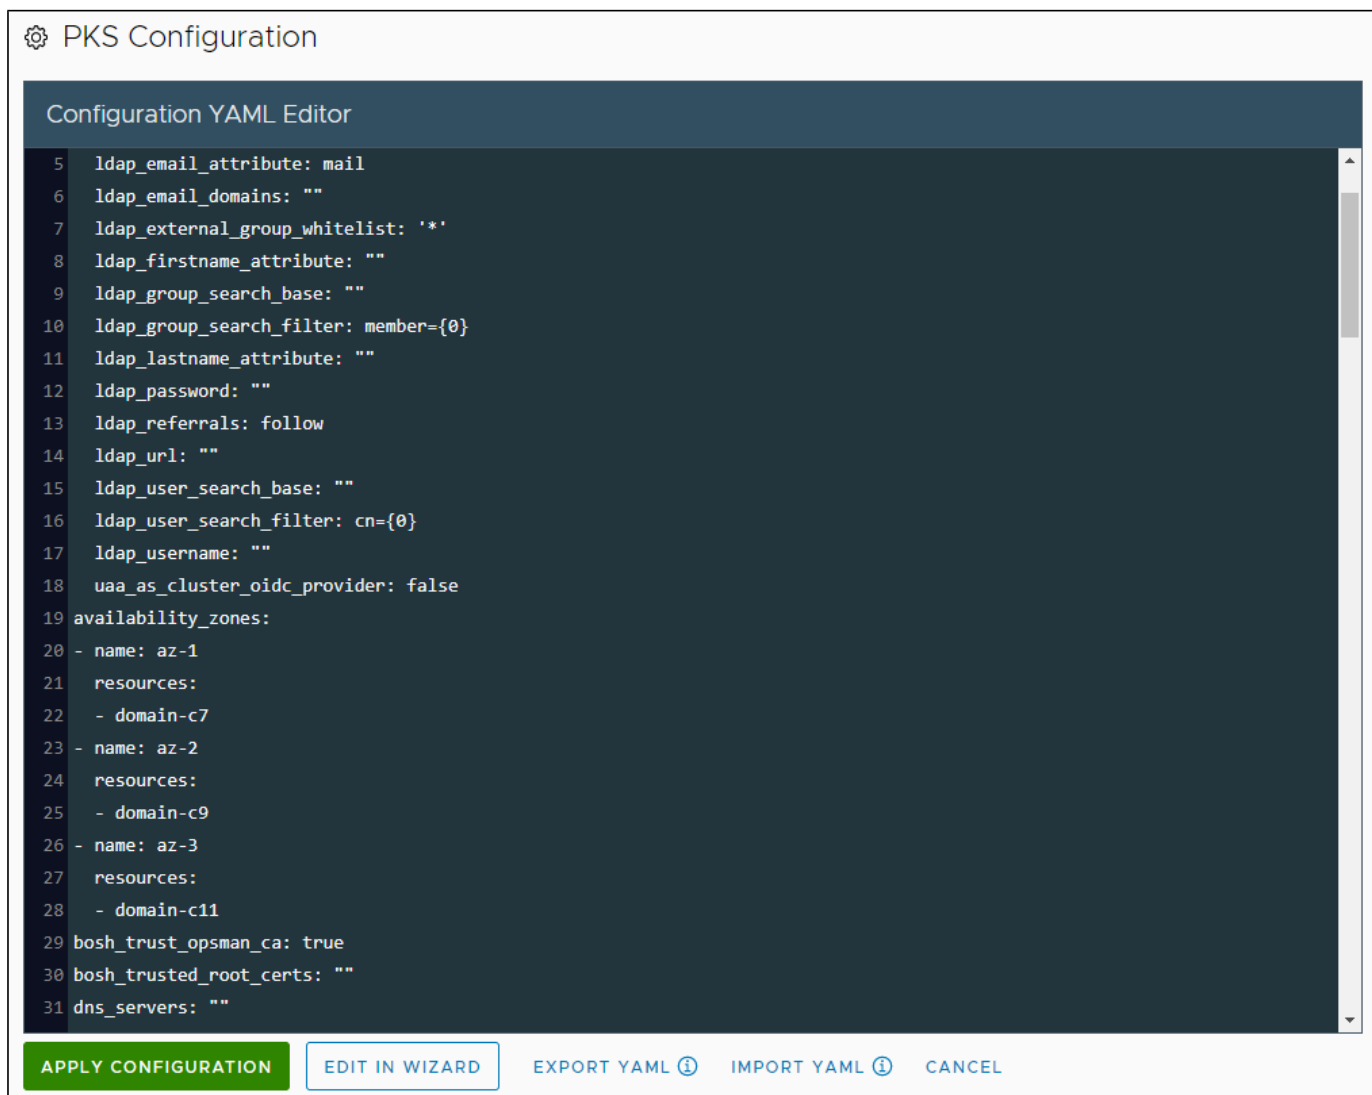 PKS Configuration
Configuration YAML Editor
5 ldap_email_attribute: mail
6 ldap_email_domains: ""
7 ldap_external_group_whitelist: '*'
8 ldap_firstname_attribute: ""
9 ldap_group_search_base: ""
10 ldap_group_search_filter: member={0}
11 ldap_lastname_attribute: ""
12 ldap_password: ""
13 ldap_referrals: follow
14 ldap_url: ""
15 ldap_user_search_base: ""
16 ldap_user_search_filter: cn={0}
17 ldap_username: ""
18 uaa_as_cluster_oidc_provider: false
19 availability_zones:
20 - name: az-1
21 resources:
22 - domain-c7
23 - name: az-2
24 resources:
25 - domain-c9
26 - name: az-3
27 resources:
28 - domain-c11
29 bosh_trust_opsman_ca: true
30 bosh_trusted_root_certs: ""
31 dns_servers: ""
APPLY CONFIGURATION EDIT IN WIZARD EXPORT YAML IMPORT YAML CANCEL